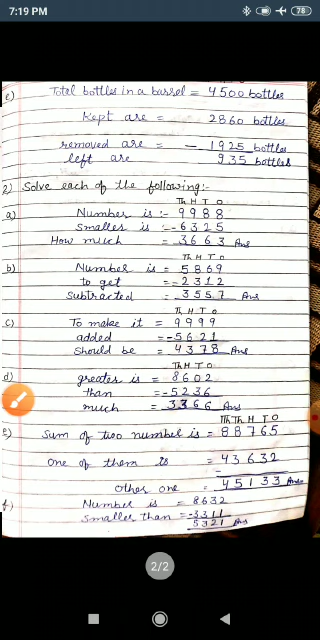 7:19 PM
78
e) Total bottles in a barrel = 4500 bottles
Kept are = 2860 bottles
removed are = - 1925 bottles
left are 935 bottles
2) Solve each of the following:-
Th H T O
a) Number is :- 9988
smaller is :- -6325
How much = 3663 Ans
Th H T O
b) Number is = 5869
to get = -2312
subtracted = 3557 Ans
Th H T O
c) To make it = 9999
added = -5621
should be = 4378 Ans
Th H T O
d) greater is = 8602
than = -5236
much = 3366 Ans
TTh Th H T O
e) Sum of two number is = 88765
one of them is = 43632
-
other one = 45133 Ans
f) Number is = 8632
smaller than = -3311
5321 Ans
2/2